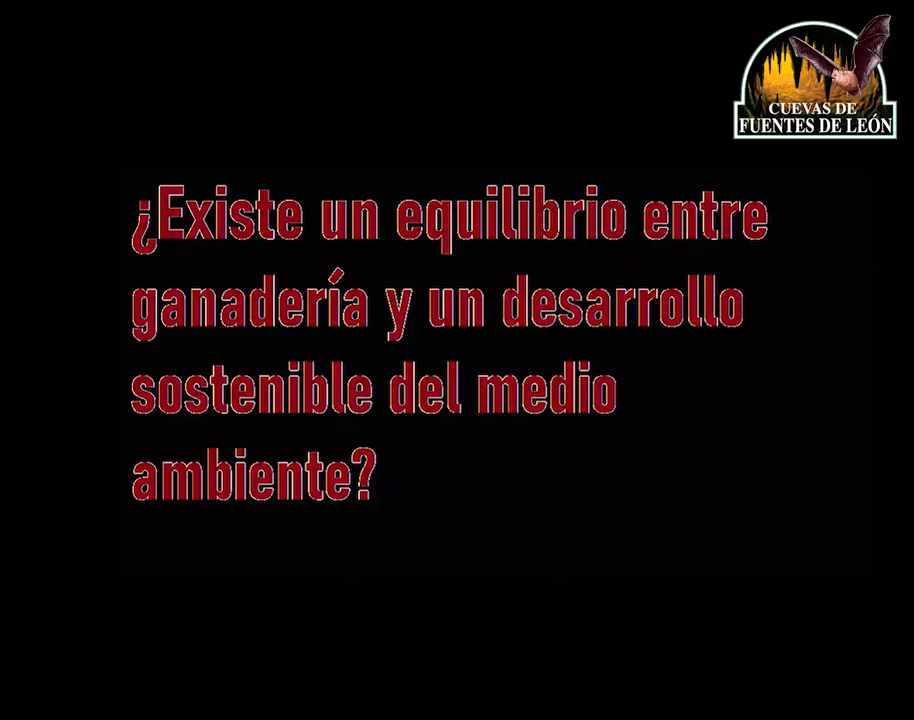 CUEVAS DE
FUENTES DE LEÓN
¿Existe un equilibrio entre
ganadería y un desarrollo
sostenible del medio
ambiente?